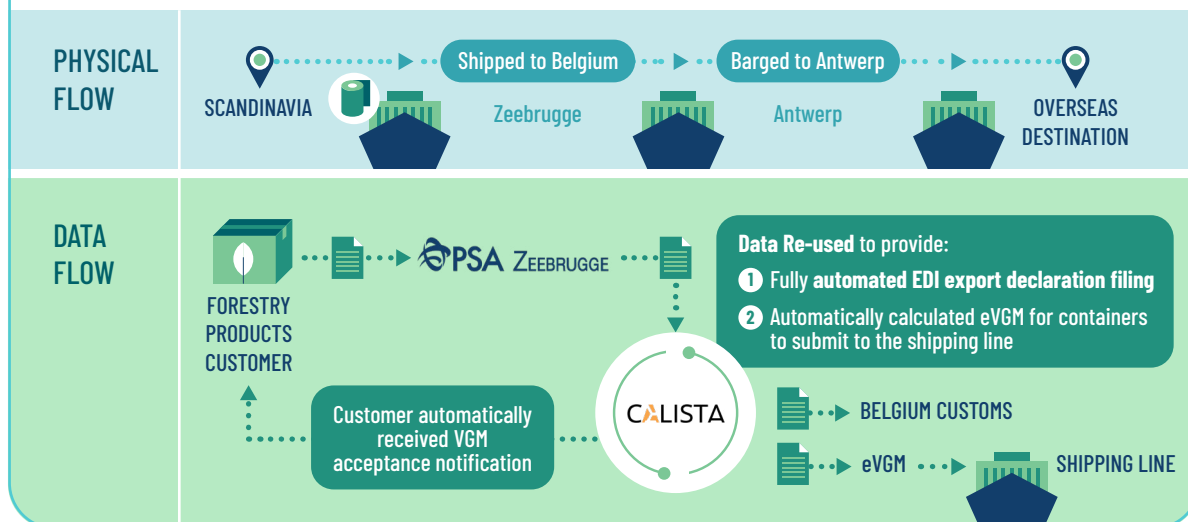 PHYSICAL
FLOW
SCANDINAVIA
Shipped to Belgium
Zeebrugge
Barged to Antwerp
Antwerp
OVERSEAS
DESTINATION
DATA
FLOW
FORESTRY
PRODUCTS
CUSTOMER
PSA ZEEBRUGGE
Data Re-used to provide:
1 Fully automated EDI export declaration filing
2 Automatically calculated eVGM for containers
to submit to the shipping line
CALISTA
Customer automatically
received VGM
acceptance notification
BELGIUM CUSTOMS
eVGM
SHIPPING LINE